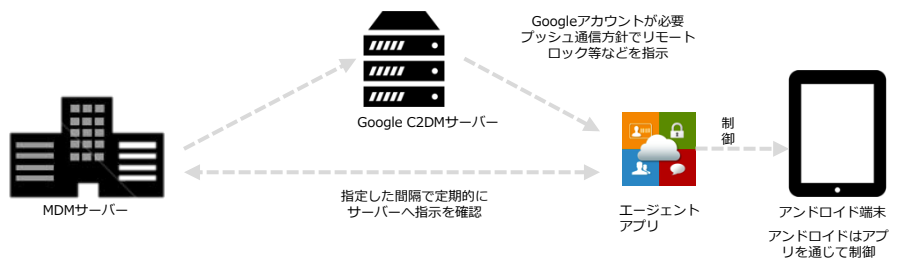 Googleアカウントが必要
プッシュ通信方針でリモート
ロック等などを指示
Google C2DMサーバー
制
御
MDMサーバー
指定した間隔で定期的に
サーバーへ指示を確認
エージェント
アプリ
アンドロイド端末
アンドロイドはアプ
リを通じて制御